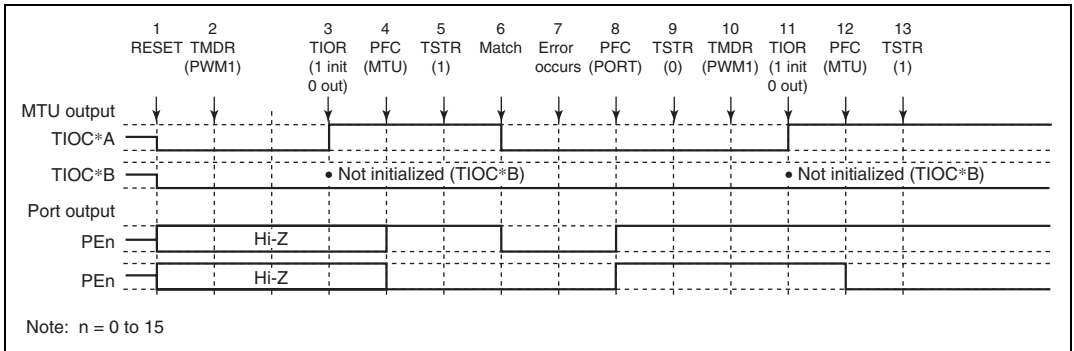 1 2 3 4 5 6 7 8 9 10 11 12 13
RESET TMDR TIOR PFC TSTR Match Error PFC TSTR TMDR TIOR PFC TSTR
(PWM1) (1 init (MTU) (1) occurs (PORT) (0) (PWM1) (1 init (MTU) (1)
0 out) 0 out)
MTU output
TIOC*A
TIOC*B • Not initialized (TIOC*B) • Not initialized (TIOC*B)
Port output
PEn Hi-Z
PEn Hi-Z
Note: n = 0 to 15